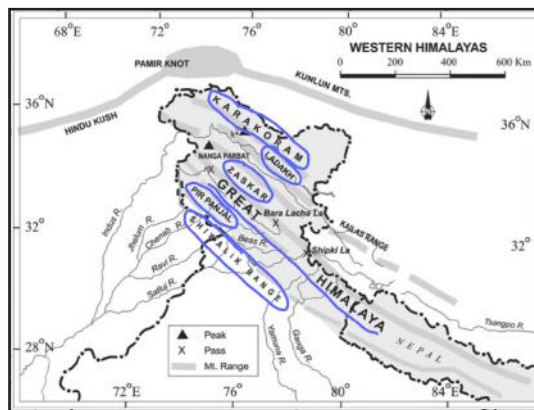 68°E 72°E 76°E 80°E
WESTERN HIMALAYAS
0 200 400 600 Km
PAMIR KNOT
KUNLUN MTS.
HINDU KUSH
36°N
36°N
KARAKORAM
LADAKH
NANGA PARBAT
ZASKAR
GREAT
HIMALAYA
PIR PANJAL
Bara Lacha La
KAILAS RANGE
SHIWALIK RANGE
Shipki La
32°
32°
Indus R.
Jhelum R.
Chenab R.
Ravi R.
Beas R.
Satluj R.
Yamuna R.
Ganga R.
Tsangpo R.
NEPAL
28°N
Peak
Pass
Mt. Range
72°E 76°E 80°E 84°E